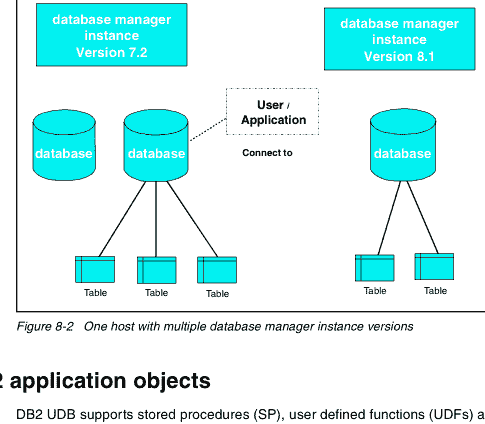 database manager
instance
Version 7.2
database manager
instance
Version 8.1
User /
Application
database
database
Connect to
database
Table
Table
Table
Table
Table
Figure 8-2 One host with multiple database manager instance versions
2 application objects
DB2 UDB supports stored procedures (SP), user defined functions (UDFs) a